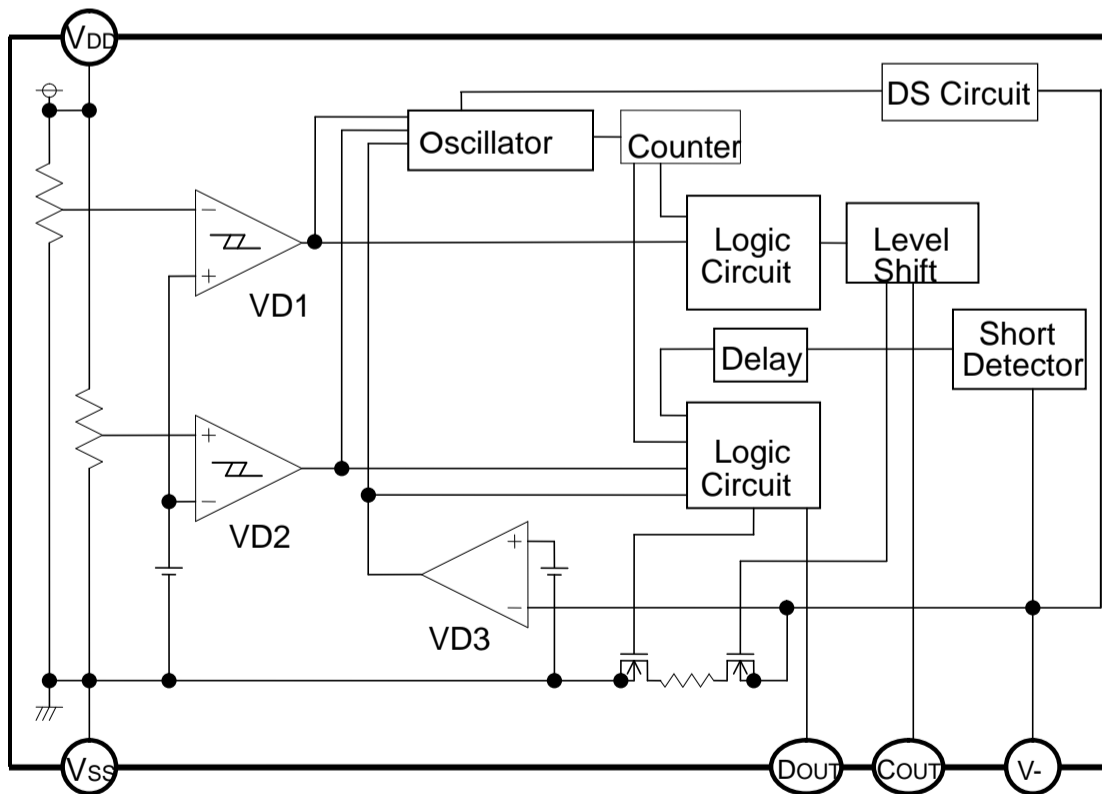 VDD
DS Circuit
Oscillator
Counter
Logic
Circuit
Level
Shift
−
+
VD1
Short
Detector
Delay
Logic
Circuit
+
−
VD2
+
−
VD3
VSS
DOUT
COUT
V-